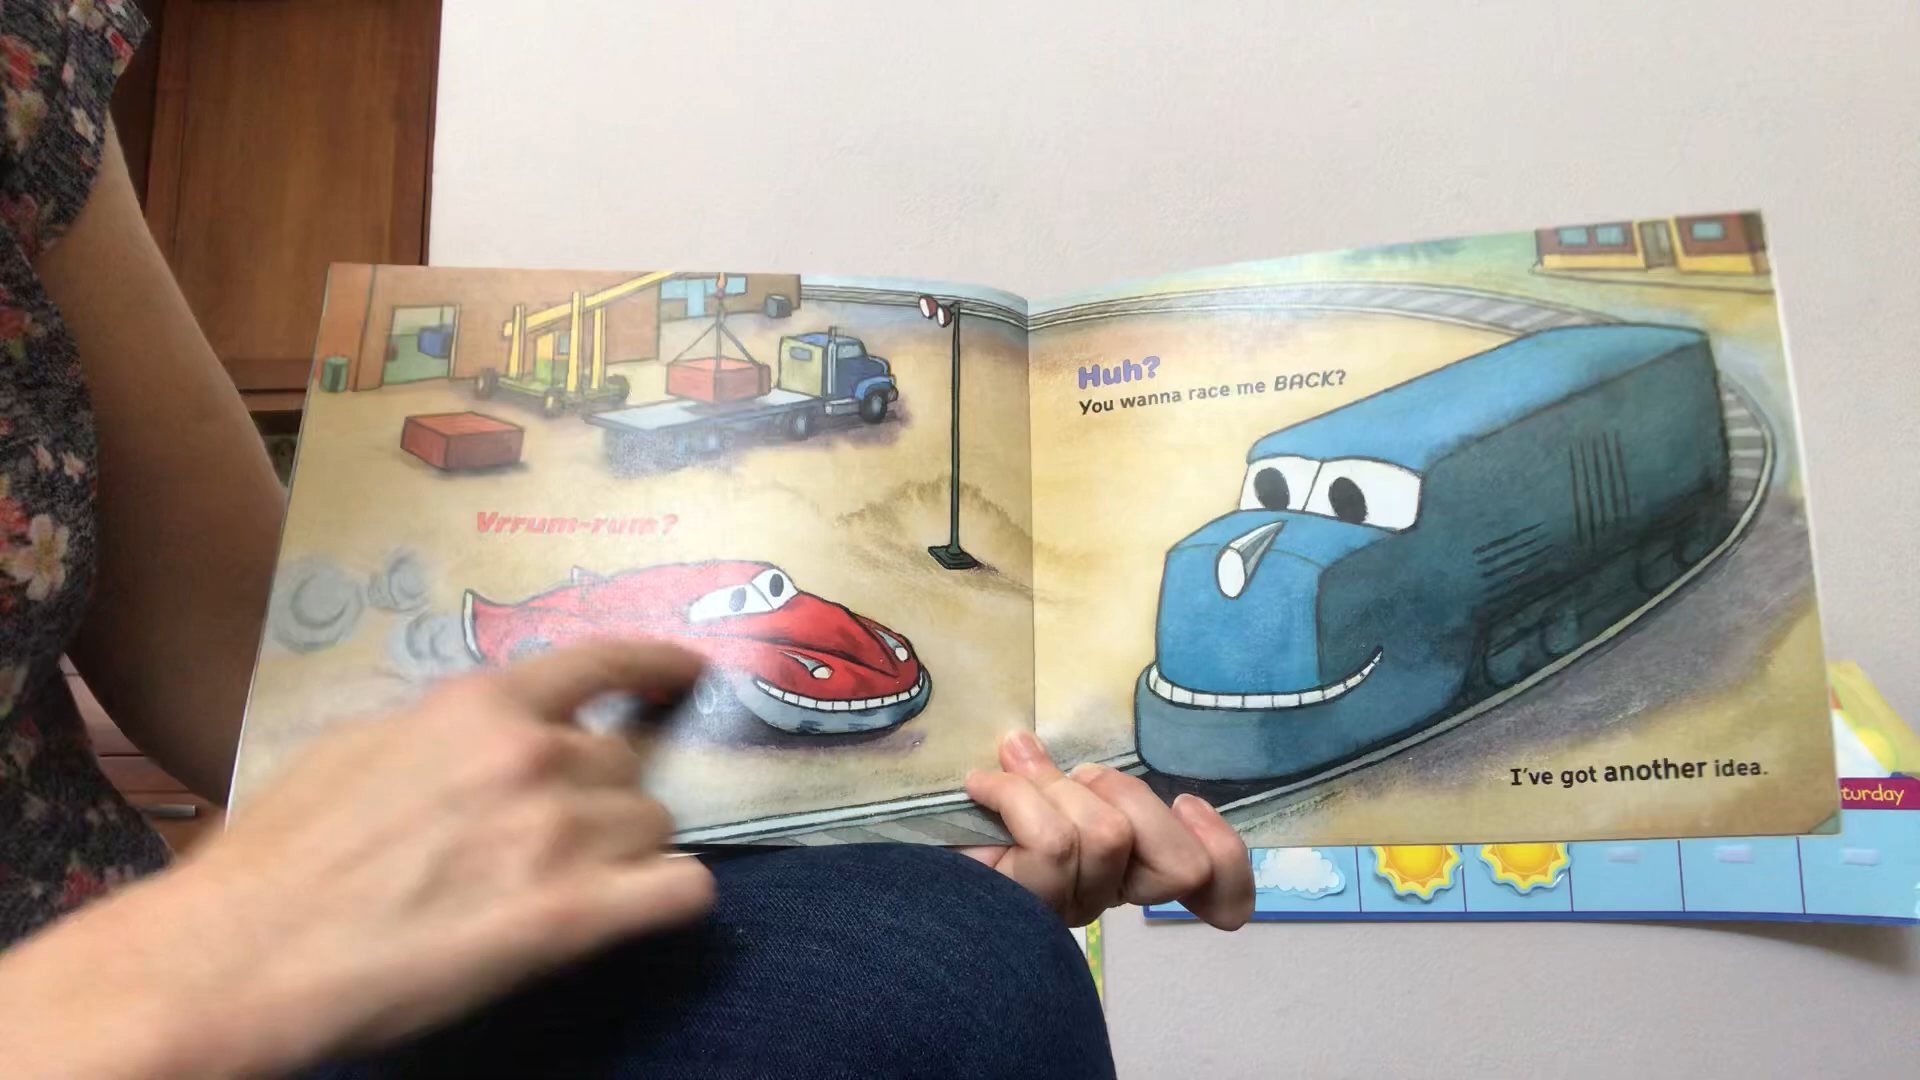 Vrrum-rum?
Huh?
You wanna race me BACK?
I've got another idea.
turday